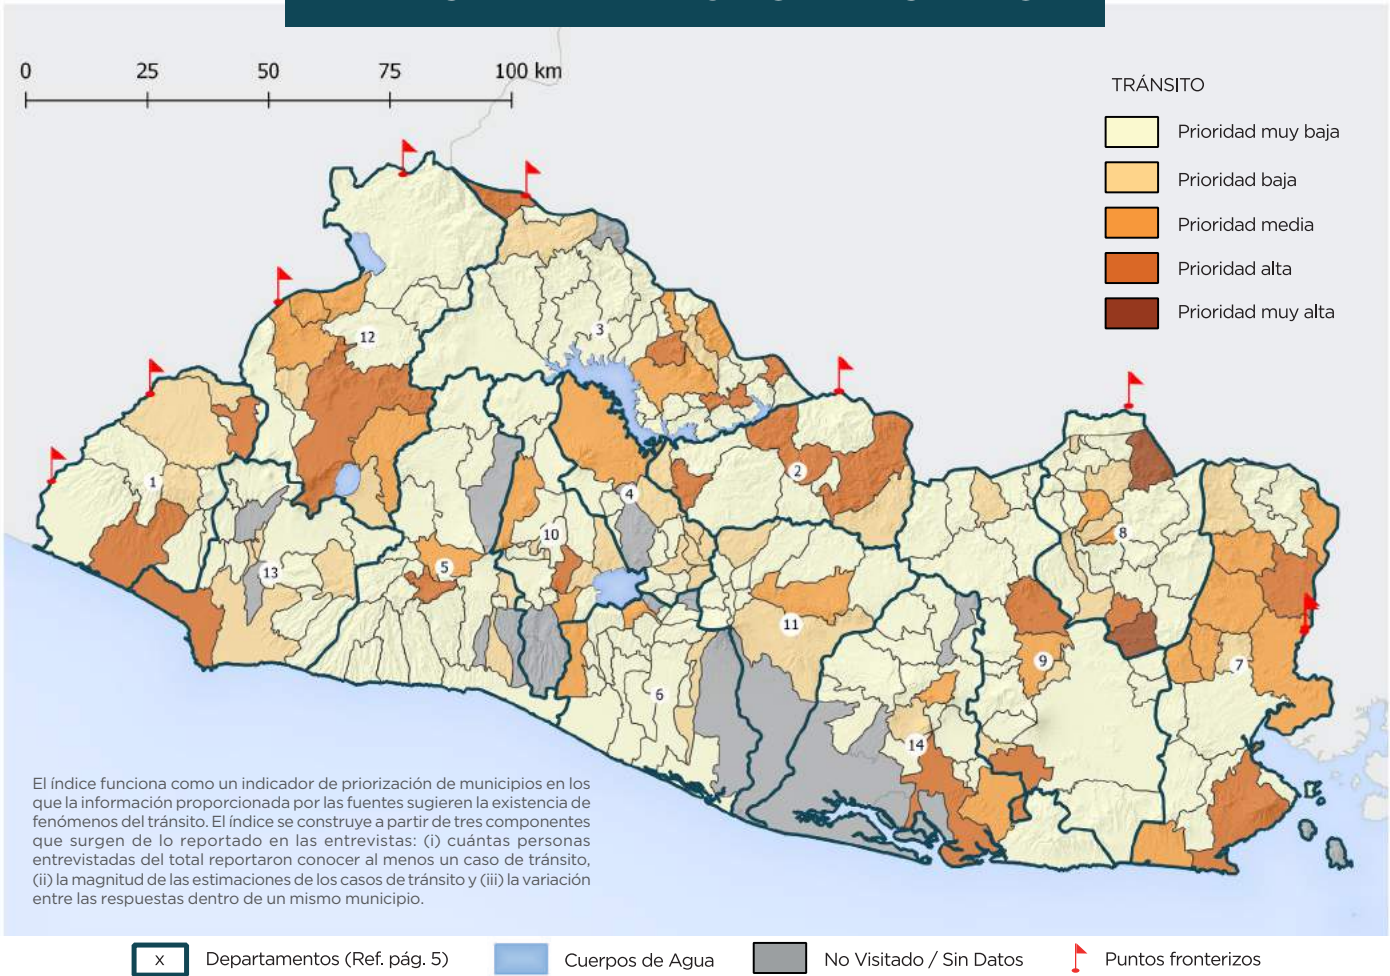 0 25 50 75 100 km
TRÁNSITO
Prioridad muy baja
Prioridad baja
Prioridad media
Prioridad alta
Prioridad muy alta
12
3
1
2
4
10
13
5
8
11
9
7
6
14
El índice funciona como un indicador de priorización de municipios en los
que la información proporcionada por las fuentes sugieren la existencia de
fenómenos del tránsito. El índice se construye a partir de tres componentes
que surgen de lo reportado en las entrevistas: (i) cuántas personas
entrevistadas del total reportaron conocer al menos un caso de tránsito,
(ii) la magnitud de las estimaciones de los casos de tránsito y (iii) la variación
entre las respuestas dentro de un mismo municipio.
x Departamentos (Ref. pág. 5) Cuerpos de Agua No Visitado / Sin Datos Puntos fronterizos